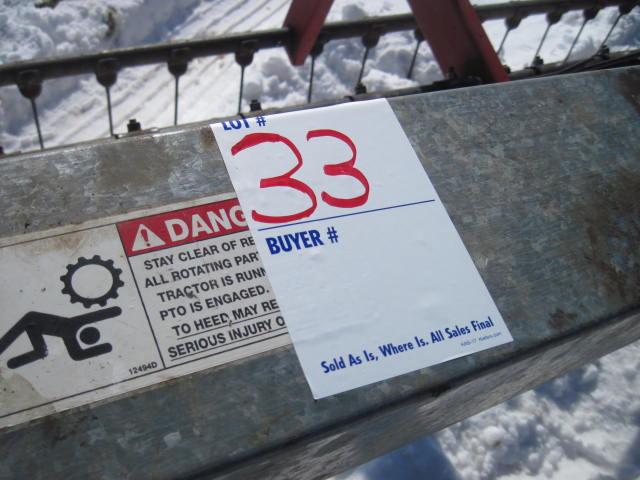 LOT #
33
BUYER #
Sold As Is, Where Is. All Sales Final
DANG
STAY CLEAR OF RE
ALL ROTATING PAR
TRACTOR IS RUNN
PTO IS ENGAGED.
TO HEED MAY RE
SERIOUS INJURY O
12494D